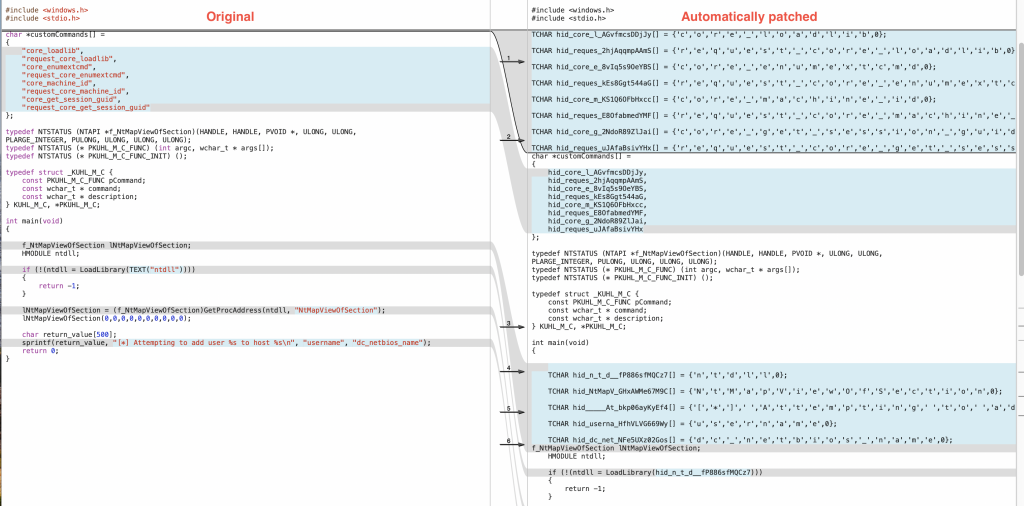 Original
#include <windows.h>
#include <stdio.h>
char *customCommands[] =
{
"core_loadlib",
"request_core_loadlib",
"core_enumextcmd",
"request_core_enumextcmd",
"core_machine_id",
"request_core_machine_id",
"core_get_session_guid",
"request_core_get_session_guid"
};
typedef NTSTATUS (NTAPI *f_NtMapViewOfSection)(HANDLE, HANDLE, PVOID *, ULONG, ULONG,
PLARGE_INTEGER, PULONG, ULONG, ULONG, ULONG);
typedef NTSTATUS (* PKUHL_M_C_FUNC) (int argc, wchar_t * args[]);
typedef NTSTATUS (* PKUHL_M_C_FUNC_INIT) ();
typedef struct _KUHL_M_C {
const PKUHL_M_C_FUNC pCommand;
const wchar_t * command;
const wchar_t * description;
} KUHL_M_C, *PKUHL_M_C;
int main(void)
{
f_NtMapViewOfSection lNtMapViewOfSection;
HMODULE ntdll;
if (!(ntdll = LoadLibrary(TEXT("ntdll"))))
{
return -1;
}
lNtMapViewOfSection = (f_NtMapViewOfSection)GetProcAddress(ntdll, "NtMapViewOfSection");
lNtMapViewOfSection(0,0,0,0,0,0,0,0,0,0);
char return_value[500];
sprintf(return_value, "[*] Attempting to add user %s to host %s\n", "username", "dc_netbios_name");
return 0;
}
1
2
3
4
5
6
Automatically patched
#include <windows.h>
#include <stdio.h>
TCHAR hid_core_l_AGvfmcsDDjJy[] = {'c','o','r','e','_','l','o','a','d','l','i','b',0};
TCHAR hid_reques_2hjAqqmpAAmS[] = {'r','e','q','u','e','s','t','_','c','o','r','e','_','l','o','a','d','l','i','b',0}
TCHAR hid_core_e_8vIq5s9OeYBS[] = {'c','o','r','e','_','e','n','u','m','e','x','t','c','m','d',0};
TCHAR hid_reques_kEs8Ggt544aG[] = {'r','e','q','u','e','s','t','_','c','o','r','e','_','e','n','u','m','e','x','t','c
TCHAR hid_core_m_KS1Q6OFbHxcc[] = {'c','o','r','e','_','m','a','c','h','i','n','e','_','i','d',0};
TCHAR hid_reques_E8OfabmedYMF[] = {'r','e','q','u','e','s','t','_','c','o','r','e','_','m','a','c','h','i','n','e','_
TCHAR hid_core_g_2NdoR89ZlJai[] = {'c','o','r','e','_','g','e','t','_','s','e','s','s','i','o','n','_','g','u','i','d
TCHAR hid_reques_uJAfaBsivYHx[] = {'r','e','q','u','e','s','t','_','c','o','r','e','_','g','e','t','_','s','e','s','s
char *customCommands[] =
{
hid_core_l_AGvfmcsDDjJy,
hid_reques_2hjAqqmpAAmS,
hid_core_e_8vIq5s9OeYBS,
hid_reques_kEs8Ggt544aG,
hid_core_m_KS1Q6OFbHxcc,
hid_reques_E8OfabmedYMF,
hid_core_g_2NdoR89ZlJai,
hid_reques_uJAfaBsivYHx
};
typedef NTSTATUS (NTAPI *f_NtMapViewOfSection)(HANDLE, HANDLE, PVOID *, ULONG, ULONG,
PLARGE_INTEGER, PULONG, ULONG, ULONG, ULONG);
typedef NTSTATUS (* PKUHL_M_C_FUNC) (int argc, wchar_t * args[]);
typedef NTSTATUS (* PKUHL_M_C_FUNC_INIT) ();
typedef struct _KUHL_M_C {
const PKUHL_M_C_FUNC pCommand;
const wchar_t * command;
const wchar_t * description;
} KUHL_M_C, *PKUHL_M_C;
int main(void)
{
TCHAR hid_n_t_d__fP886sfMQCz7[] = {'n','t','d','l','l',0};
TCHAR hid_NtMapV_GHxAWMe67M9C[] = {'N','t','M','a','p','V','i','e','w','O','f','S','e','c','t','i','o','n',0};
TCHAR hid_____At_bkp06ayKyEf4[] = {'[','*',']',' ','A','t','t','e','m','p','t','i','n','g',' ','t','o',' ','a','d
TCHAR hid_userna_HfhVLVG669Wy[] = {'u','s','e','r','n','a','m','e',0};
TCHAR hid_dc_net_NFe5UXz02Gos[] = {'d','c','_','n','e','t','b','i','o','s','_','n','a','m','e',0};
f_NtMapViewOfSection lNtMapViewOfSection;
HMODULE ntdll;
if (!(ntdll = LoadLibrary(hid_n_t_d__fP886sfMQCz7)))
{
return -1;
}